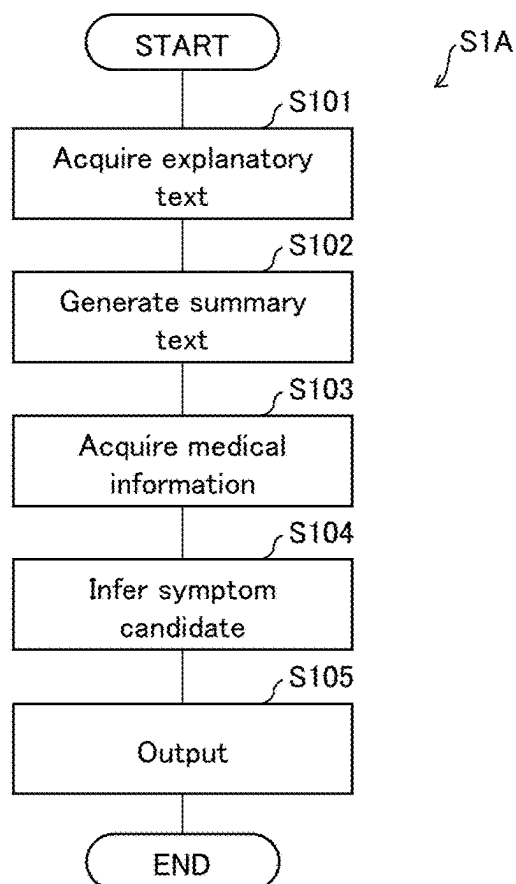 START
S1A
S101
Acquire explanatory
text
S102
Generate summary
text
S103
Acquire medical
information
S104
Infer symptom
candidate
S105
Output
END